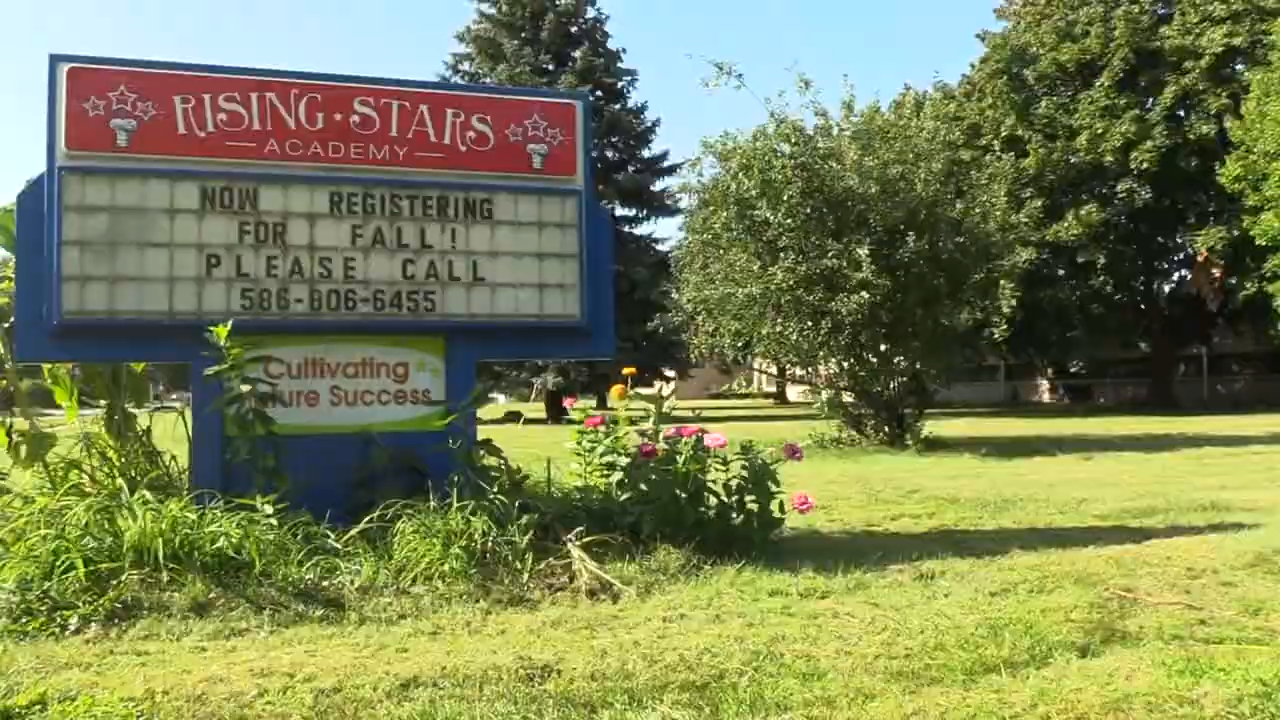 RISING·STARS
ACADEMY
NOW REGISTERING
FOR FALL'!
PLEASE CALL
586-806-6455
Cultivating
Success